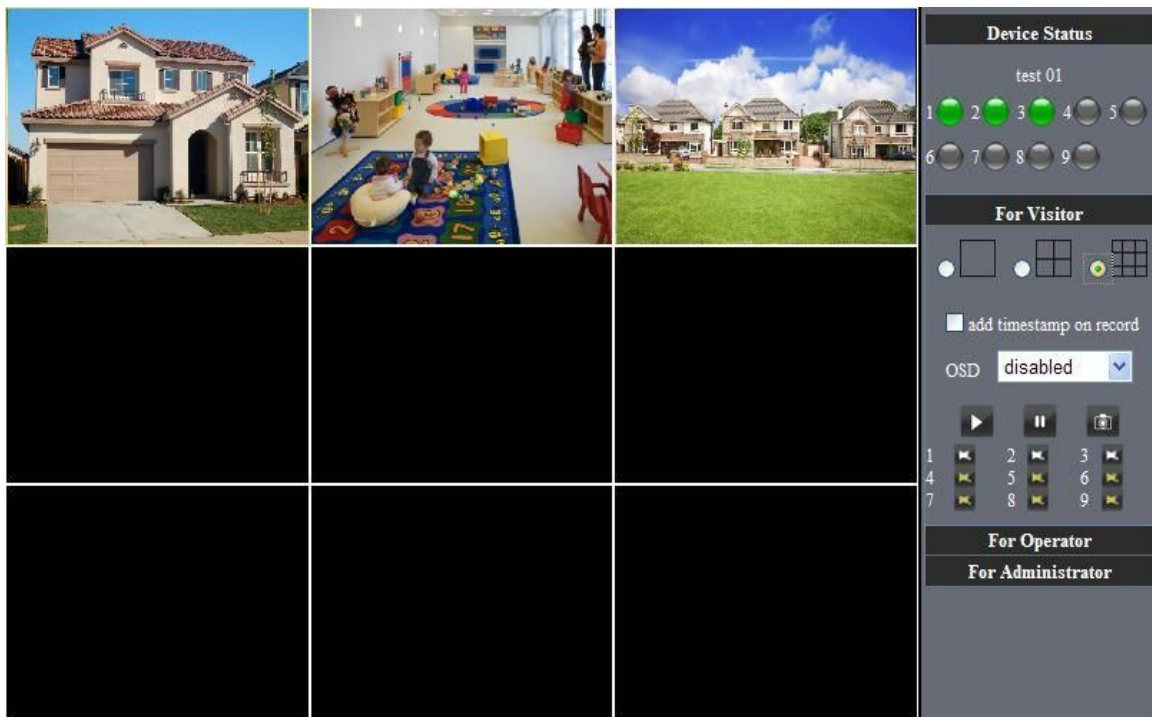 Device Status
test 01
1 2 3 4 5
6 7 8 9
For Visitor
add timestamp on record
OSD disabled
1 2 3
4 5 6
7 8 9
For Operator
For Administrator